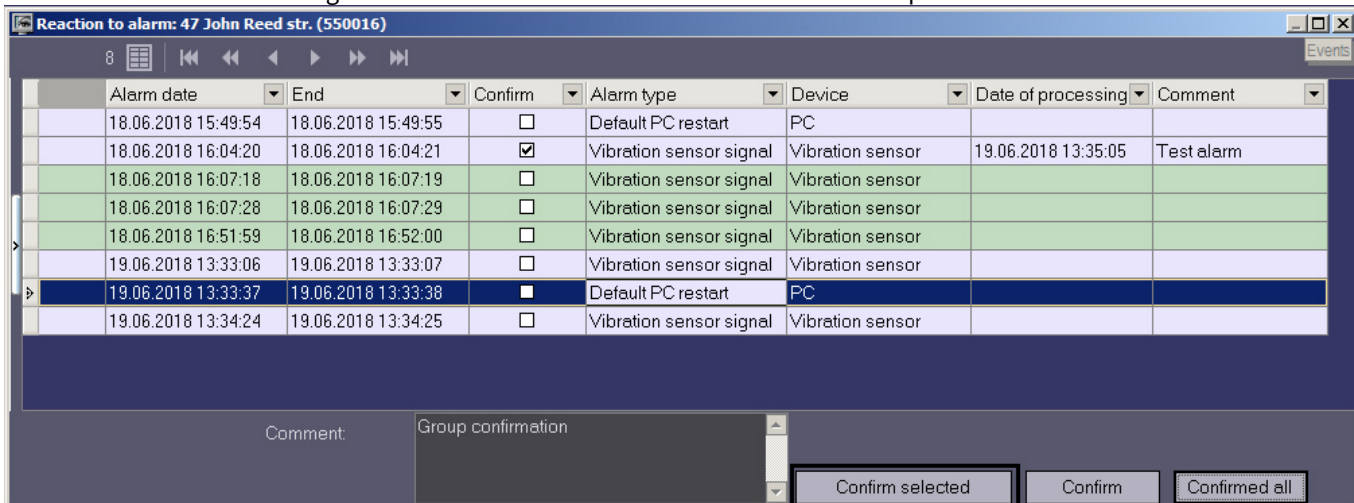 Reaction to alarm: 47 John Reed str. (550016)
8
Events
Alarm date End Confirm Alarm type Device Date of processing Comment
18.06.2018 15:49:54 18.06.2018 15:49:55 Default PC restart PC
18.06.2018 16:04:20 18.06.2018 16:04:21 Vibration sensor signal Vibration sensor 19.06.2018 13:35:05 Test alarm
18.06.2018 16:07:18 18.06.2018 16:07:19 Vibration sensor signal Vibration sensor
18.06.2018 16:07:28 18.06.2018 16:07:29 Vibration sensor signal Vibration sensor
18.06.2018 16:51:59 18.06.2018 16:52:00 Vibration sensor signal Vibration sensor
19.06.2018 13:33:06 19.06.2018 13:33:07 Vibration sensor signal Vibration sensor
19.06.2018 13:33:37 19.06.2018 13:33:38 Default PC restart PC
19.06.2018 13:34:24 19.06.2018 13:34:25 Vibration sensor signal Vibration sensor
Comment: Group confirmation
Confirm selected Confirm Confirmed all